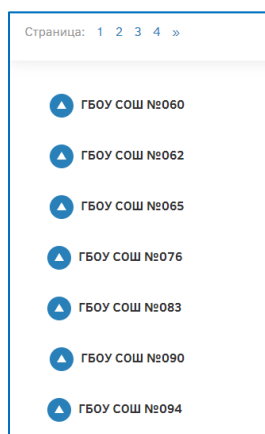 Страница: 1 2 3 4 »
ГБОУ СОШ №060
ГБОУ СОШ №062
ГБОУ СОШ №065
ГБОУ СОШ №076
ГБОУ СОШ №083
ГБОУ СОШ №090
ГБОУ СОШ №094